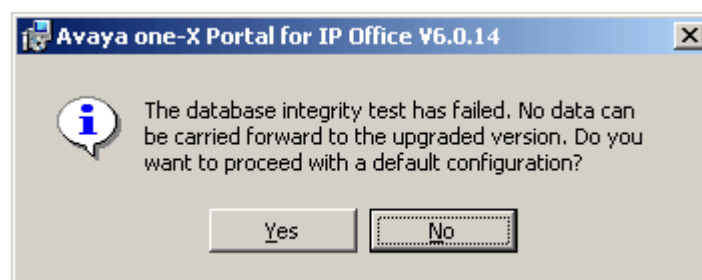 Avaya one-X Portal for IP Office V6.0.14
The database integrity test has failed. No data can
be carried forward to the upgraded version. Do you
want to proceed with a default configuration?
Yes
No